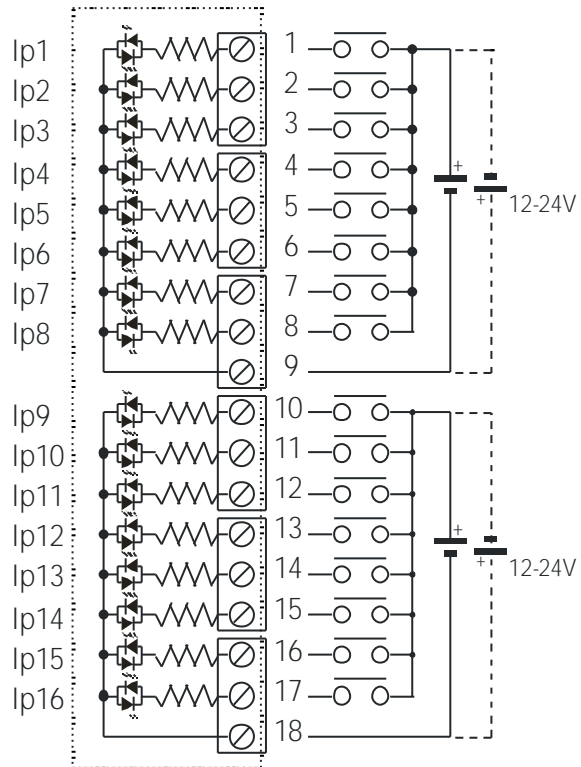 Ip1 1
Ip2 2
Ip3 3
Ip4 4
+
Ip5 5 + 12-24V
Ip6 6
Ip7 7
Ip8 8
9
Ip9 10
Ip10 11
Ip11 12
Ip12 13
+
Ip13 14 + 12-24V
Ip14 15
Ip15 16
Ip16 17
18